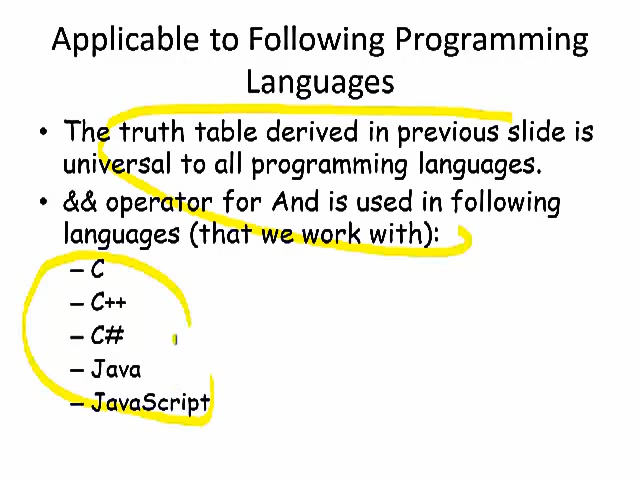 Applicable to Following Programming
Languages
• The truth table derived in previous slide is
universal to all programming languages.
• && operator for And is used in following
languages (that we work with):
– C
– C++
– C#
– Java
– JavaScript